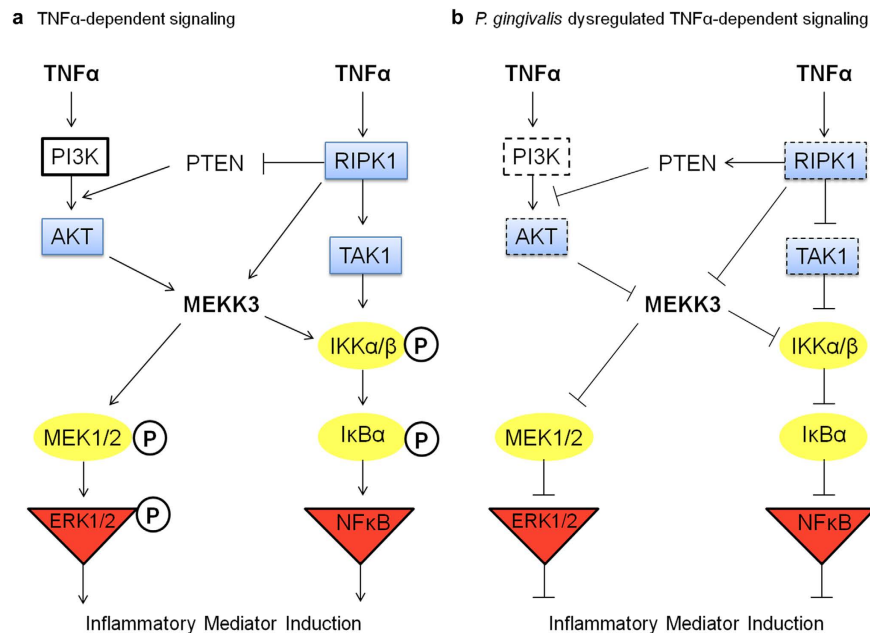 a TNFα-dependent signaling
TNFα TNFα
PI3K PTEN RIPK1
AKT TAK1
MEKK3
IKKα/β P
MEK1/2 P IκBα P
ERK1/2 P NFκB
Inflammatory Mediator Induction
b P. gingivalis dysregulated TNFα-dependent signaling
TNFα TNFα
PI3K PTEN RIPK1
AKT TAK1
MEKK3
IKKα/β
MEK1/2 IκBα
ERK1/2 NFκB
Inflammatory Mediator Induction